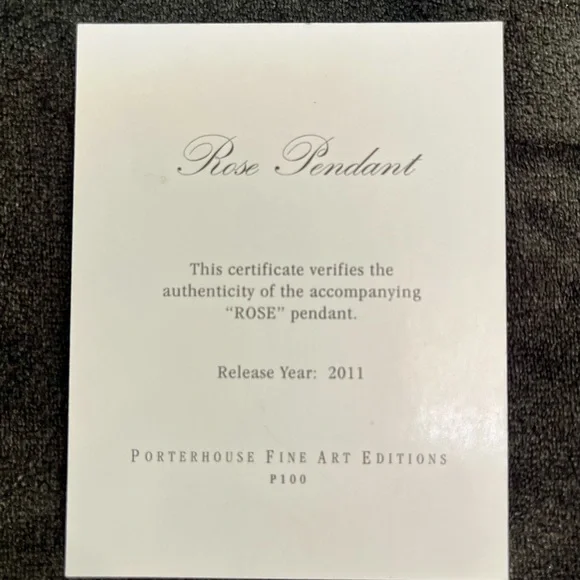 Rose Pendant
This certificate verifies the
authenticity of the accompanying
“ROSE” pendant.
Release Year: 2011
PORTERHOUSE FINE ART EDITIONS
P100